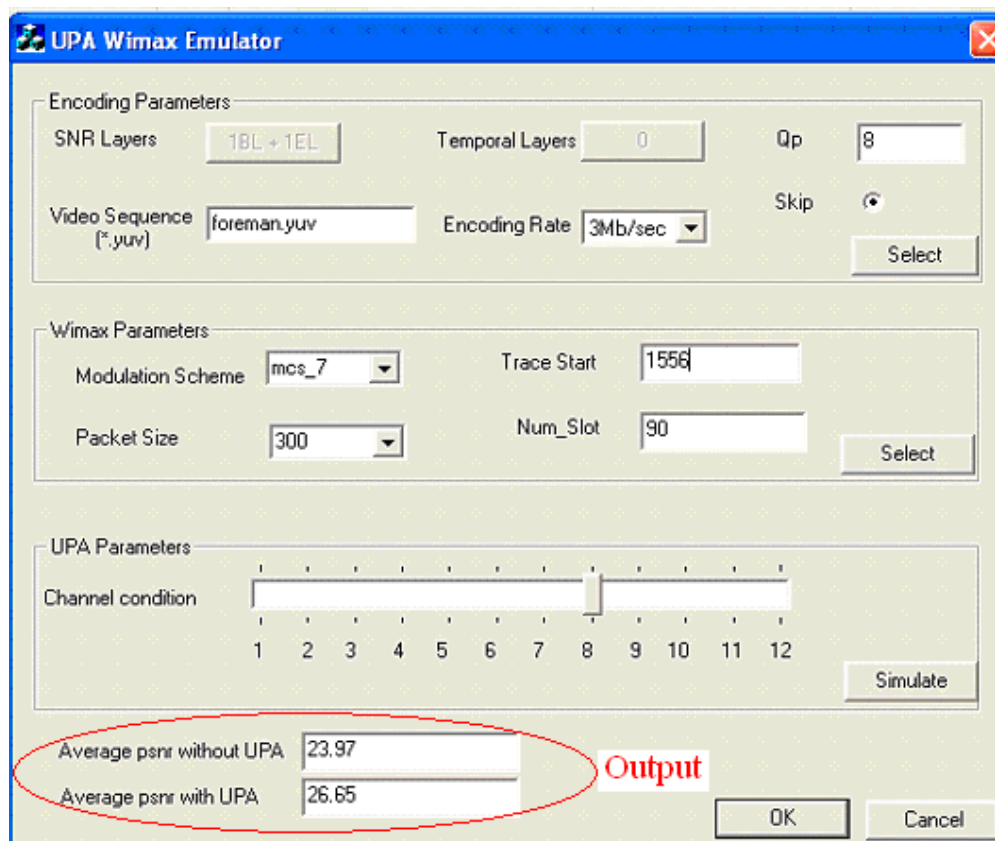 UPA Wimax Emulator
Encoding Parameters
SNR Layers 1BL + 1EL Temporal Layers 0 Qp 8
Video Sequence (*.yuv) foreman.yuv Encoding Rate 3Mb/sec Skip
Select
Wimax Parameters
Modulation Scheme mcs_7 Trace Start 1556
Packet Size 300 Num_Slot 90
Select
UPA Parameters
Channel condition
1 2 3 4 5 6 7 8 9 10 11 12
Simulate
Average psnr without UPA 23.97
Output
Average psnr with UPA 26.65
OK Cancel